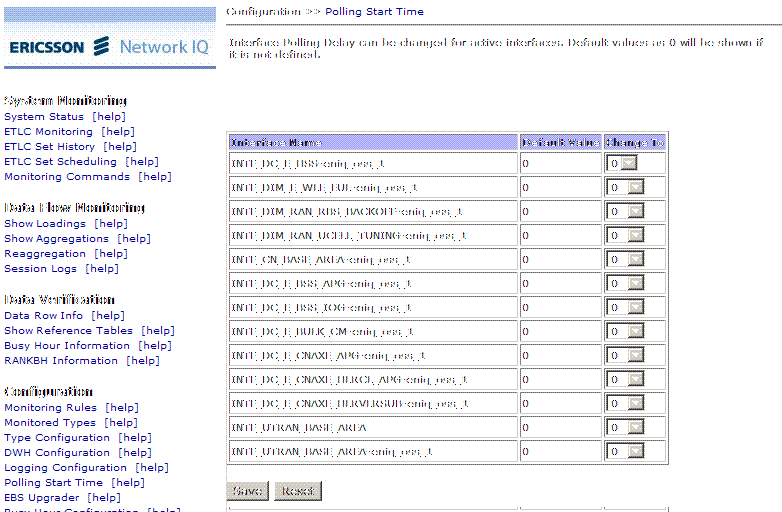 ERICSSON Network IQ
System Monitoring
System Status [help]
ETLC Monitoring [help]
ETLC Set History [help]
ETLC Set Scheduling [help]
Monitoring Commands [help]
Data Flow Monitoring
Show Loadings [help]
Show Aggregations [help]
Reaggregation [help]
Session Logs [help]
Data Verification
Data Row Info [help]
Show Reference Tables [help]
Busy Hour Information [help]
RANKBH Information [help]
Configuration
Monitoring Rules [help]
Monitored Types [help]
Type Configuration [help]
DWH Configuration [help]
Logging Configuration [help]
Polling Start Time [help]
EBS Upgrader [help]
Busy Hour Configuration [help]
Configuration >> Polling Start Time
Interface Polling Delay can be changed for active interfaces. Default values as 0 will be shown if
it is not defined.
Interface Name Default Value Change To
INTF_DC_E_HSS-eniq_oss_1 0 0
0 0
INTF_DIM_RAN_RBS_BACKOFF-eniq_oss_1 0 0
INTF_DIM_RAN_UCELL_TUNING-eniq_oss_1 0 0
INTF_CN_BASE_AREA-eniq_oss_1 0 0
INTF_DC_E_BSS_APG-eniq_oss_1 0 0
INTF_DC_E_BSS_IOG-eniq_oss_1 0 0
INTF_DC_E_BULK_CM-eniq_oss_1 0 0
INTF_DC_E_CNAXE_APG-eniq_oss_1 0 0
0 0
0 0
INTF_UTRAN_BASE_AREA 0 0
INTF_UTRAN_BASE_AREA-eniq_oss_1 0 0
Save Reset